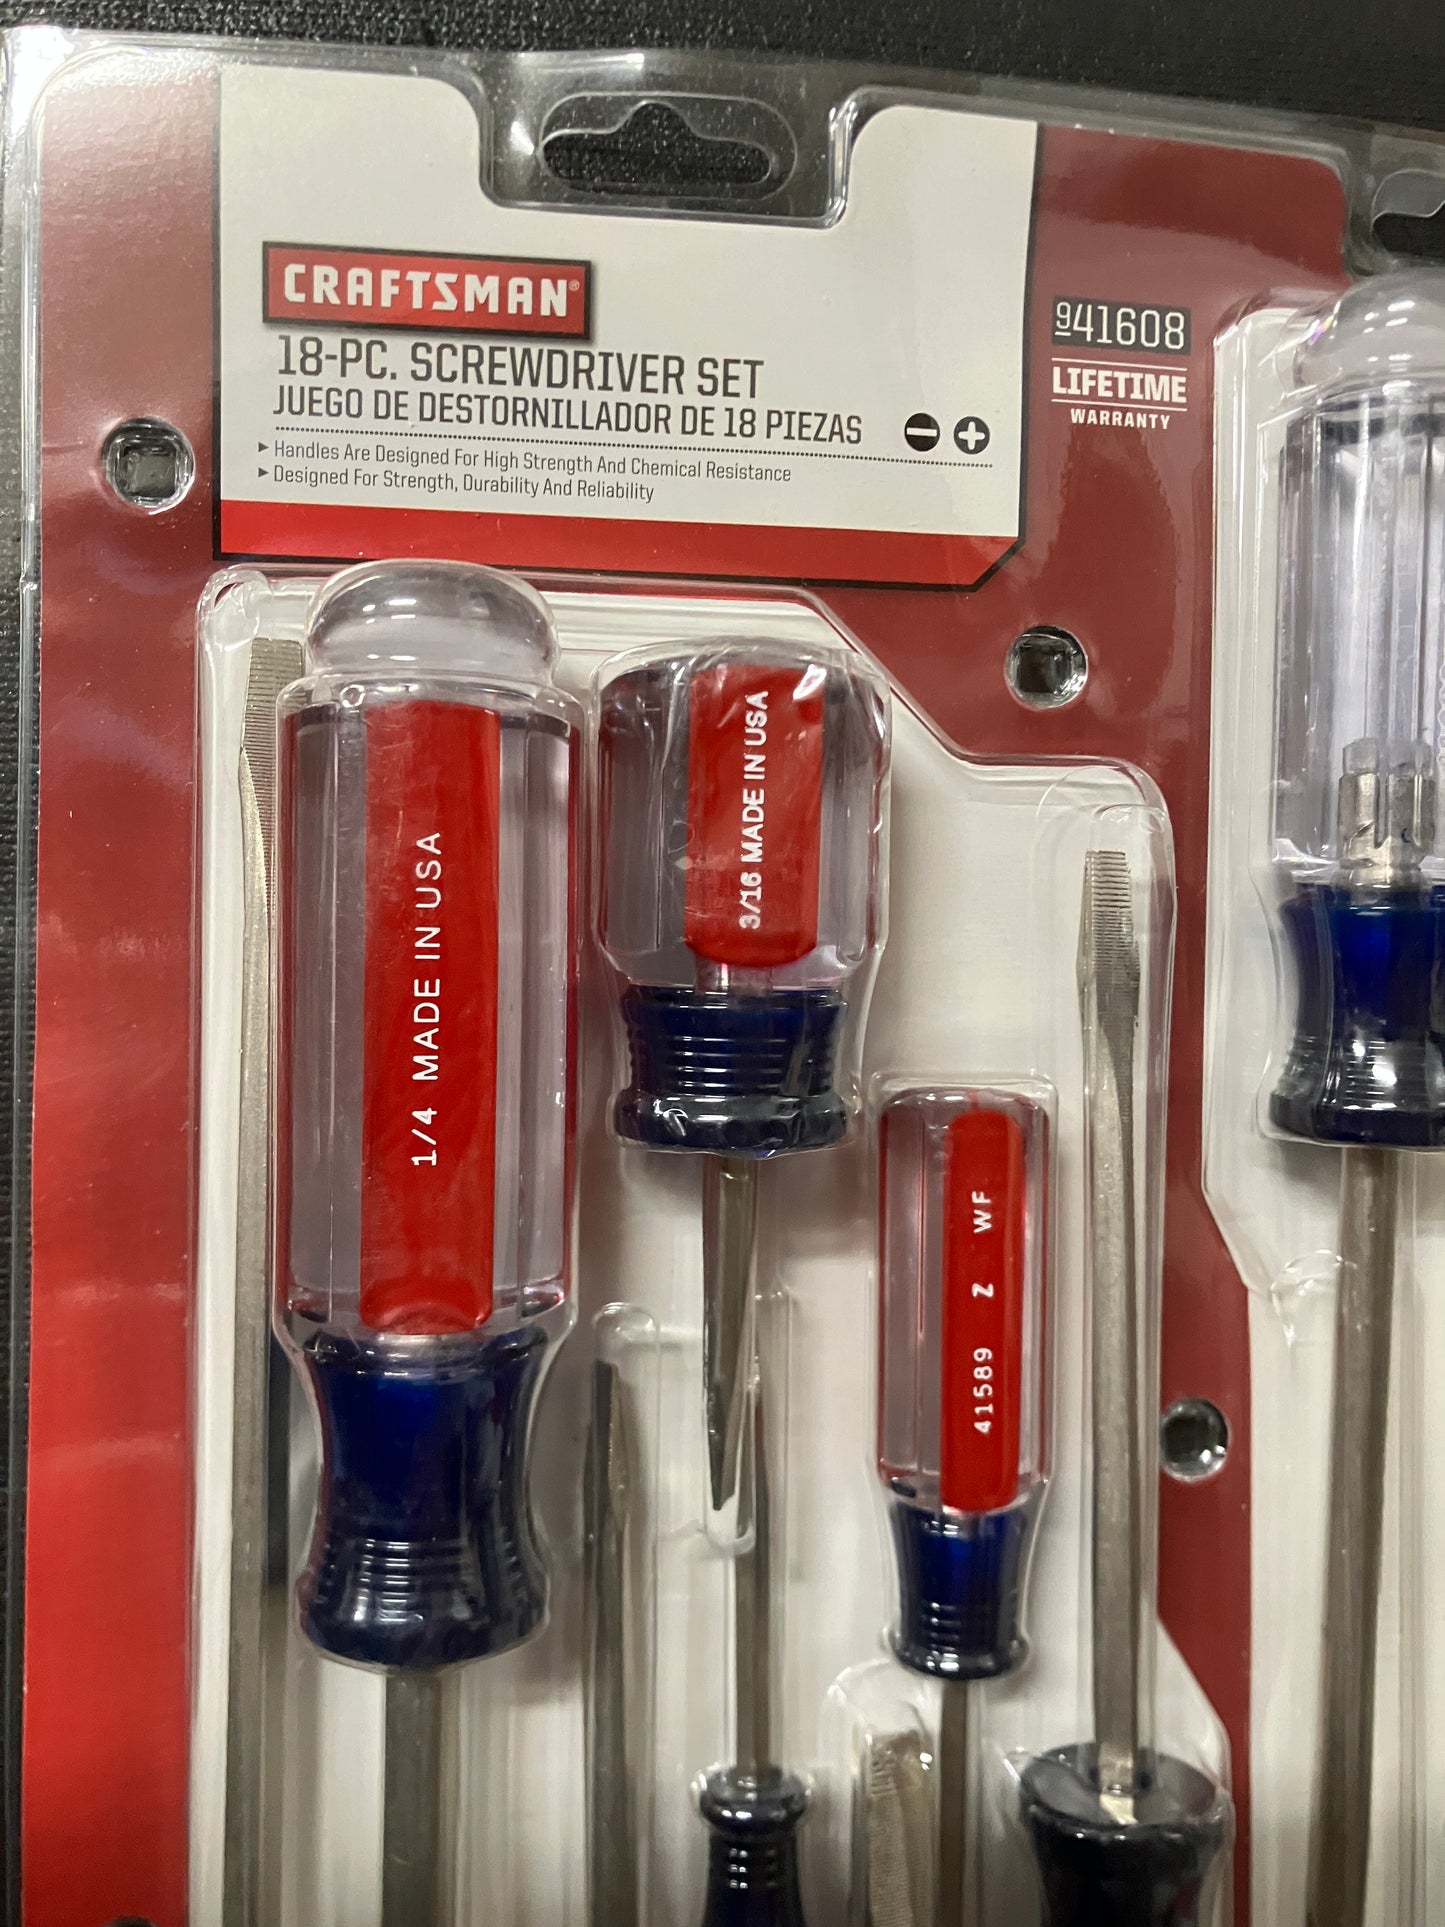 CRAFTSMAN®
18-PC. SCREWDRIVER SET
JUEGO DE DESTORNILLADOR DE 18 PIEZAS
▸ Handles Are Designed For High Strength And Chemical Resistance
▸ Designed For Strength, Durability And Reliability
941608
LIFETIME
WARRANTY
1/4 MADE IN USA
3/16 MADE IN USA
41589 Z WF